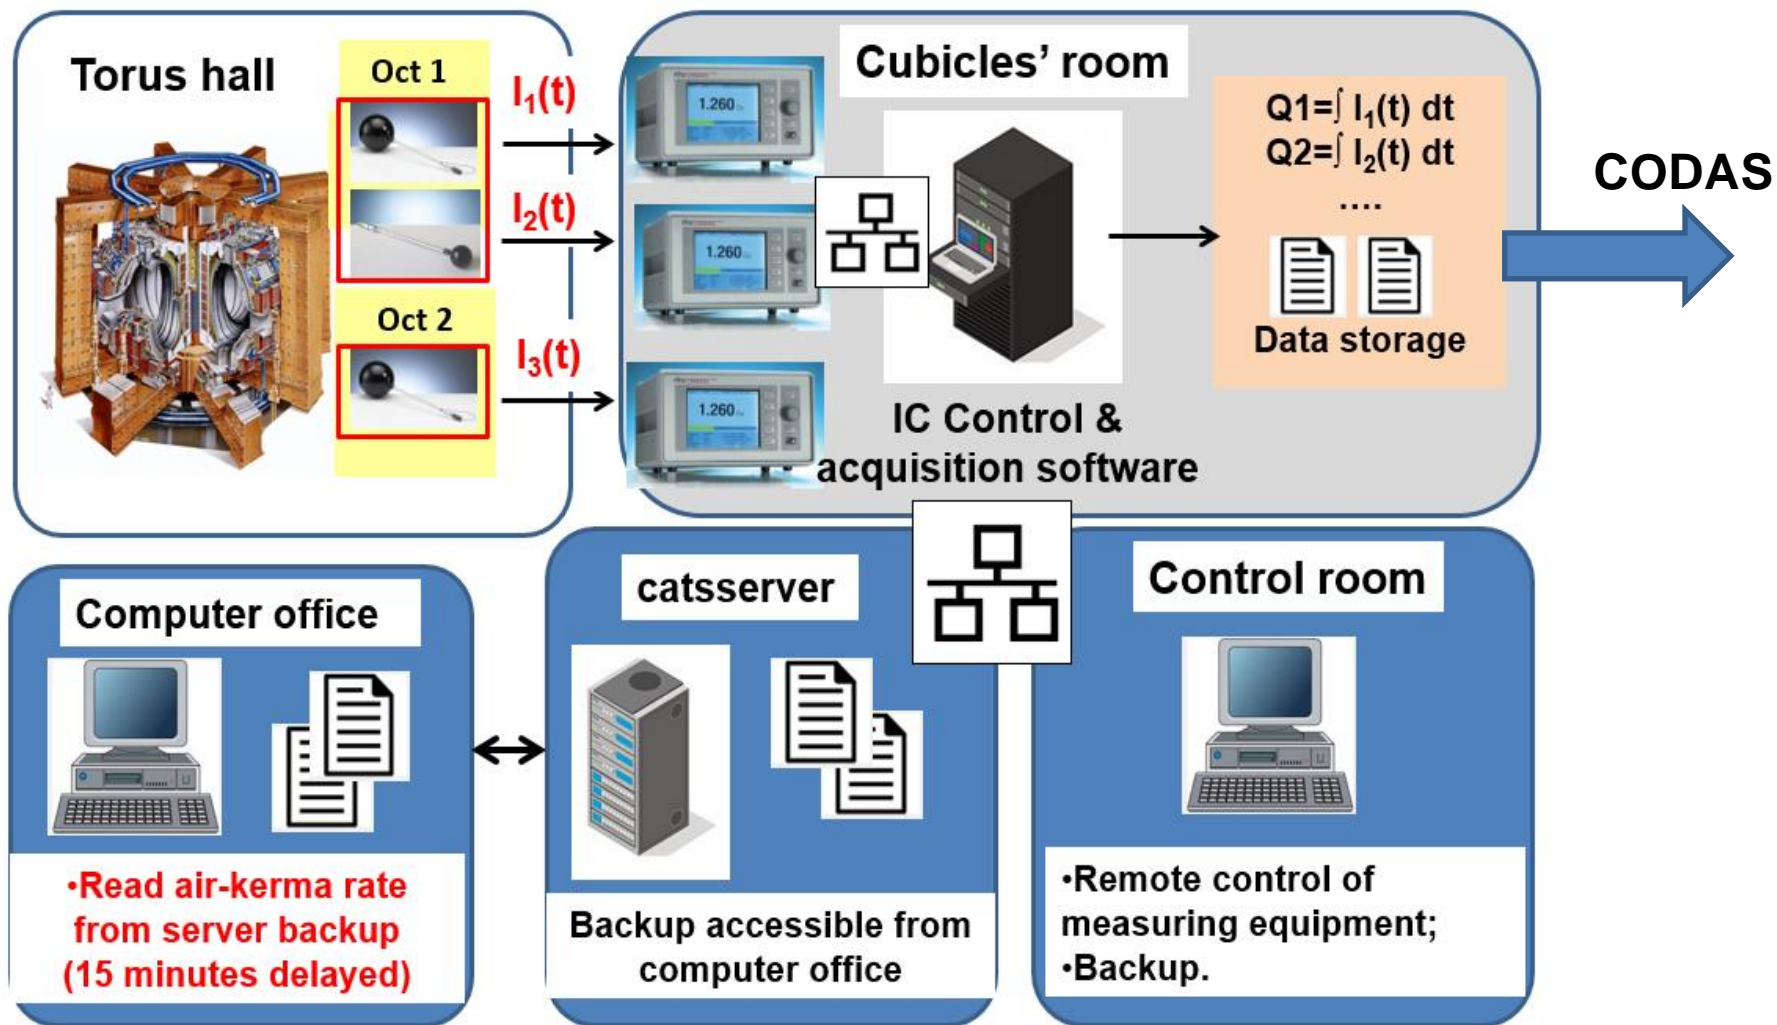 Torus hall
Oct 1
Oct 2
I₁(t)
I₂(t)
I₃(t)
Cubicles’ room
1.260
1.260
1.260
IC Control &
acquisition software
Q1=∫ I₁(t) dt
Q2=∫ I₂(t) dt
....
Data storage
CODAS
Computer office
•Read air-kerma rate
from server backup
(15 minutes delayed)
catsserver
Backup accessible from
computer office
Control room
•Remote control of
measuring equipment;
•Backup.